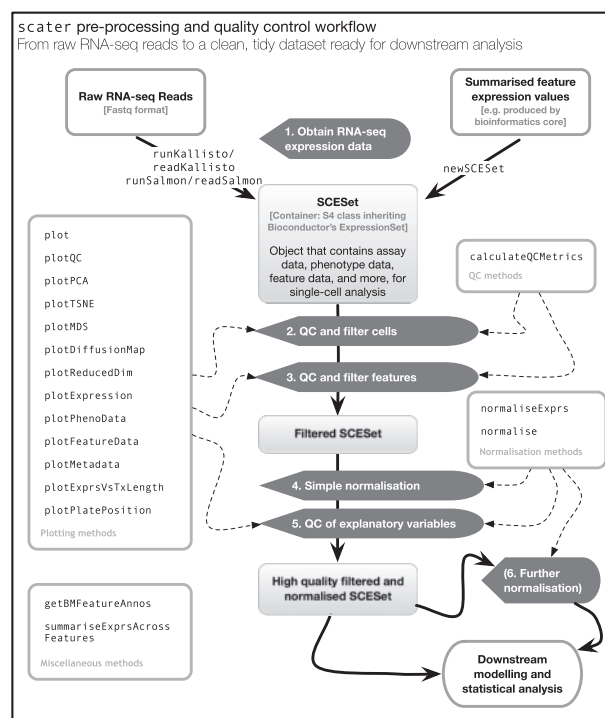 scater pre-processing and quality control workflow
From raw RNA-seq reads to a clean, tidy dataset ready for downstream analysis
Raw RNA-seq Reads
[Fastq format]
Summarised feature
expression values
[e.g. produced by
bioinformatics core]
1. Obtain RNA-seq
expression data
runKallisto/
readKallisto
runSalmon/readSalmon
newSCESet
SCESet
[Container: S4 class inheriting
Bioconductor's ExpressionSet]
Object that contains assay
data, phenotype data,
feature data, and more, for
single-cell analysis
plot
plotQC
plotPCA
plotTSNE
plotMDS
plotDiffusionMap
plotReducedDim
plotExpression
plotPhenoData
plotFeatureData
plotMetadata
plotExprsVsTxLength
plotPlatePosition
Plotting methods
calculateQCMetrics
QC methods
2. QC and filter cells
3. QC and filter features
Filtered SCESet
normaliseExprs
normalise
Normalisation methods
4. Simple normalisation
5. QC of explanatory variables
High quality filtered and
normalised SCESet
(6. Further
normalisation)
getBMFeatureAnnos
summariseExprsAcross
Features
Miscellaneous methods
Downstream
modelling and
statistical analysis